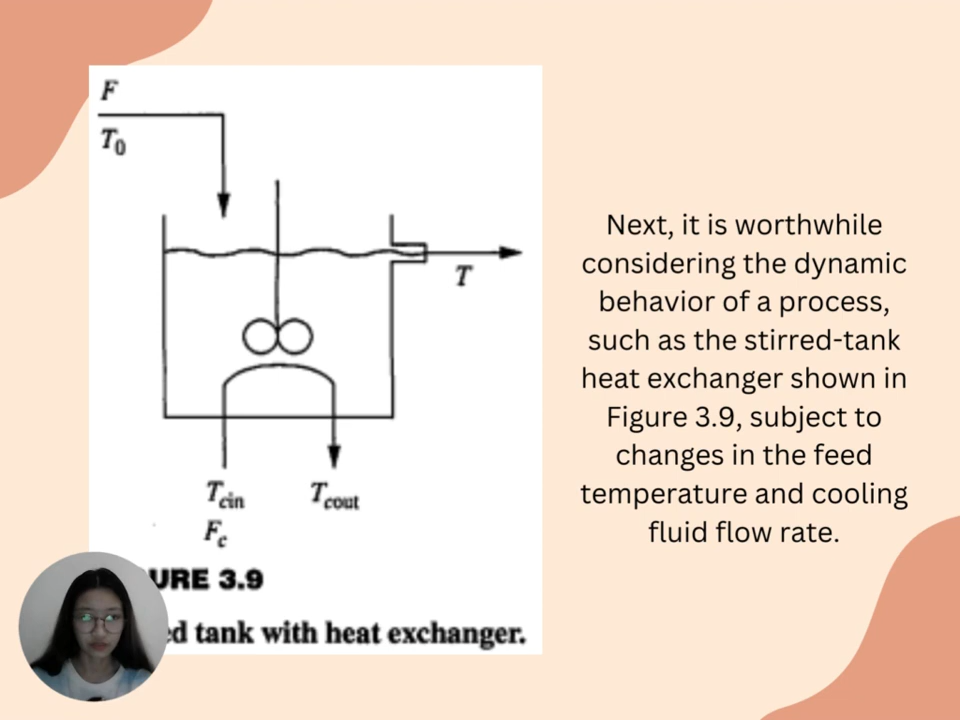 F
T0
T
Tcin
Tcout
Fc
URE 3.9
ed tank with heat exchanger.
Next, it is worthwhile
considering the dynamic
behavior of a process,
such as the stirred-tank
heat exchanger shown in
Figure 3.9, subject to
changes in the feed
temperature and cooling
fluid flow rate.